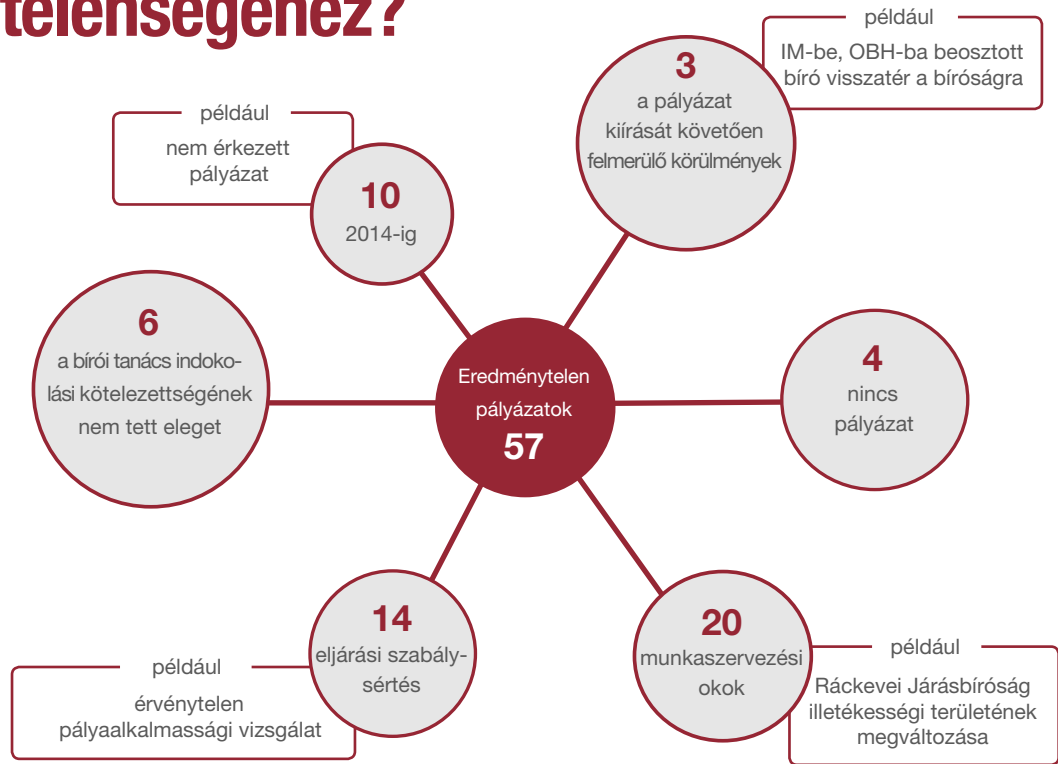 telenségéhez?
például
IM-be, OBH-ba beosztott
bíró visszatér a bíróságra
3
a pályázat
kiírását követően
felmerülő körülmények
például
nem érkezett
pályázat
10
2014-ig
6
a bírói tanács indoko-
lási kötelezettségének
nem tett eleget
Eredménytelen
pályázatok
57
4
nincs
pályázat
14
eljárási szabály-
sértés
például
érvénytelen
pályaalkalmassági vizsgálat
20
munkaszervezési
okok
például
Ráckevei Járásbíróság
illetékességi területének
megváltozása